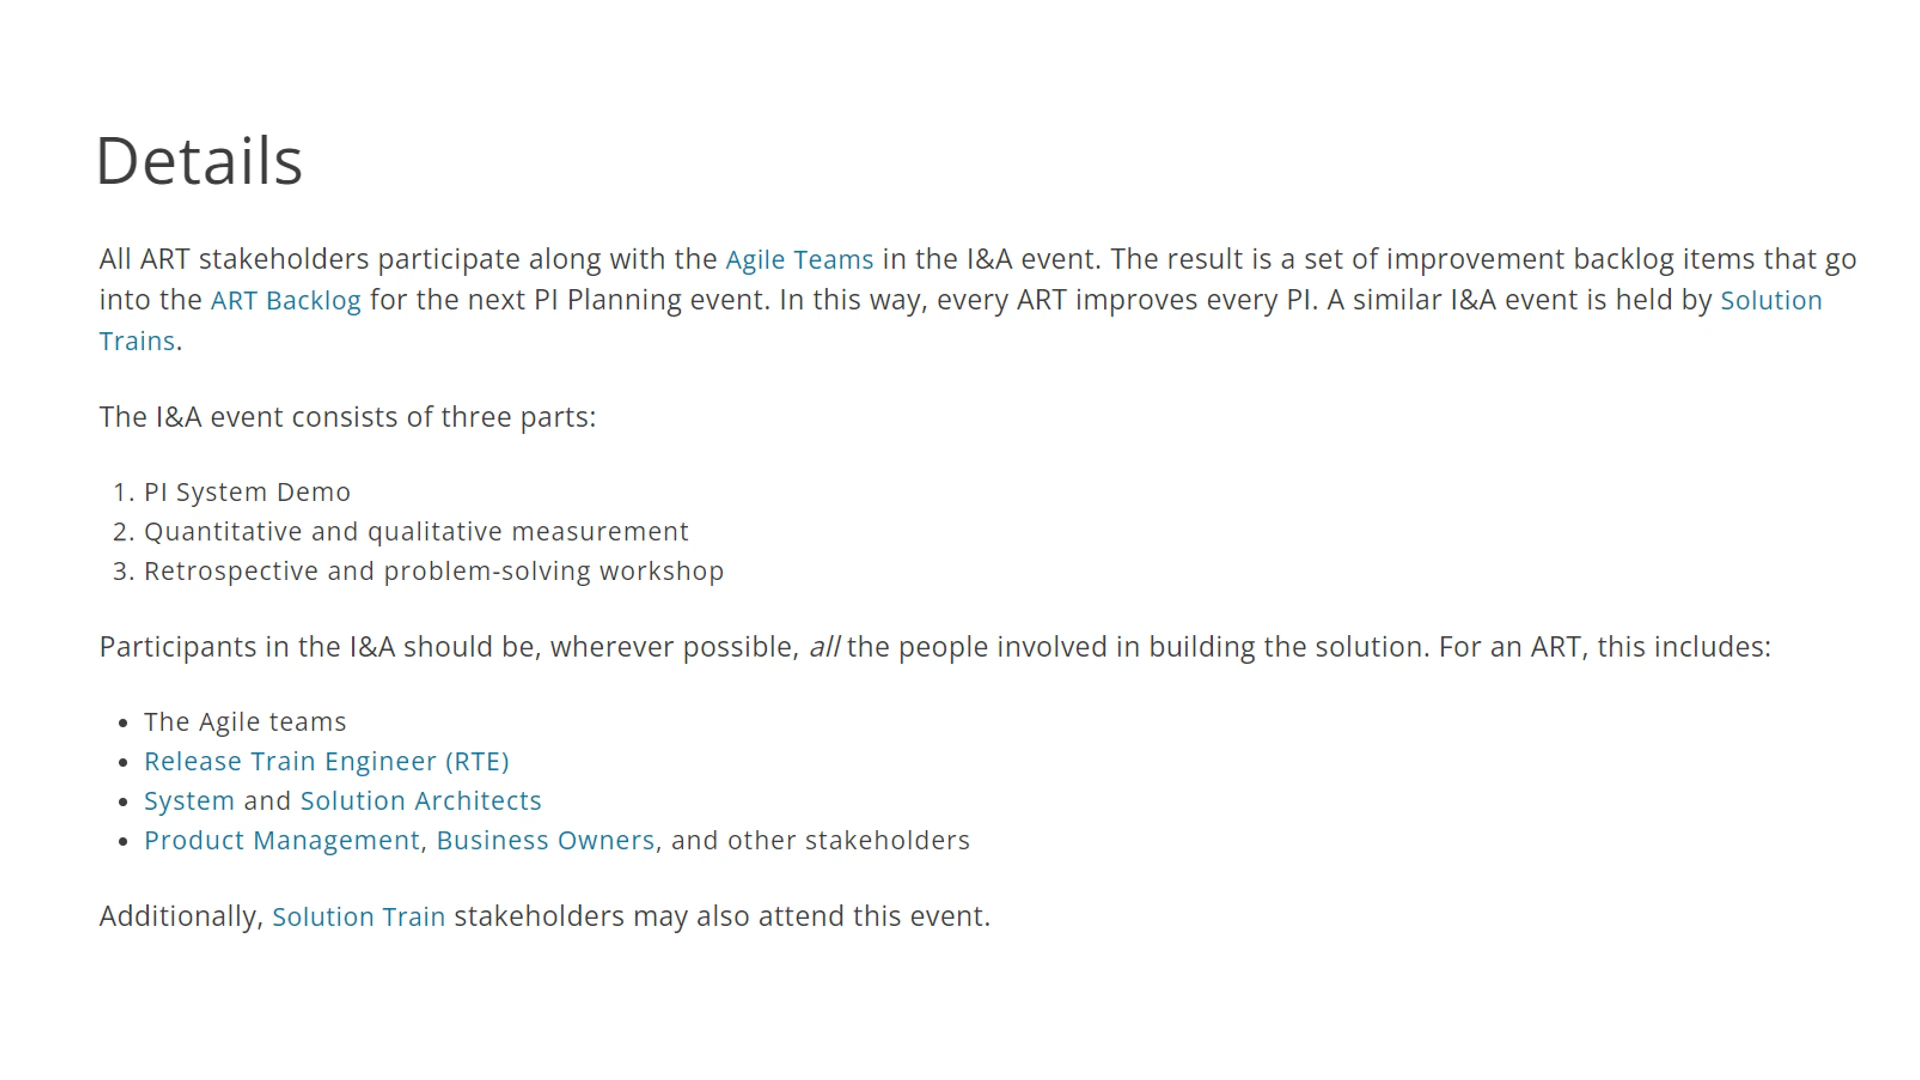 Details
All ART stakeholders participate along with the Agile Teams in the I&A event. The result is a set of improvement backlog items that go
into the ART Backlog for the next PI Planning event. In this way, every ART improves every PI. A similar I&A event is held by Solution
Trains.
The I&A event consists of three parts:
1. PI System Demo
2. Quantitative and qualitative measurement
3. Retrospective and problem-solving workshop
Participants in the I&A should be, wherever possible, all the people involved in building the solution. For an ART, this includes:
• The Agile teams
• Release Train Engineer (RTE)
• System and Solution Architects
• Product Management, Business Owners, and other stakeholders
Additionally, Solution Train stakeholders may also attend this event.